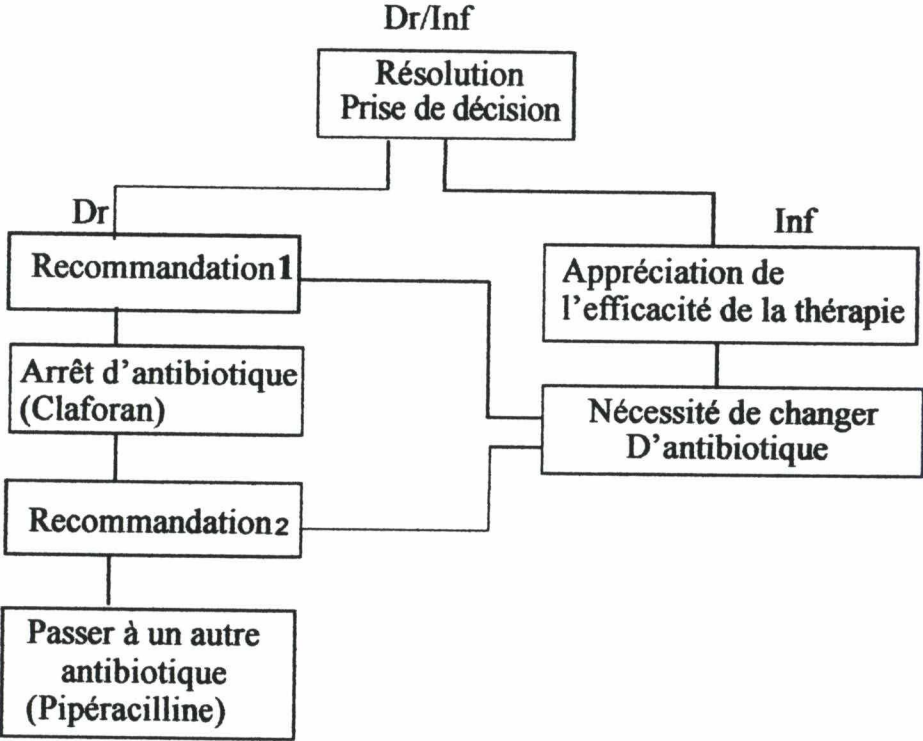 Dr/Inf
Résolution
Prise de décision
Dr
Inf
Recommandation1
Appréciation de
l'efficacité de la thérapie
Arrêt d'antibiotique
(Claforan)
Nécessité de changer
D'antibiotique
Recommandation2
Passer à un autre
antibiotique
(Pipéracilline)